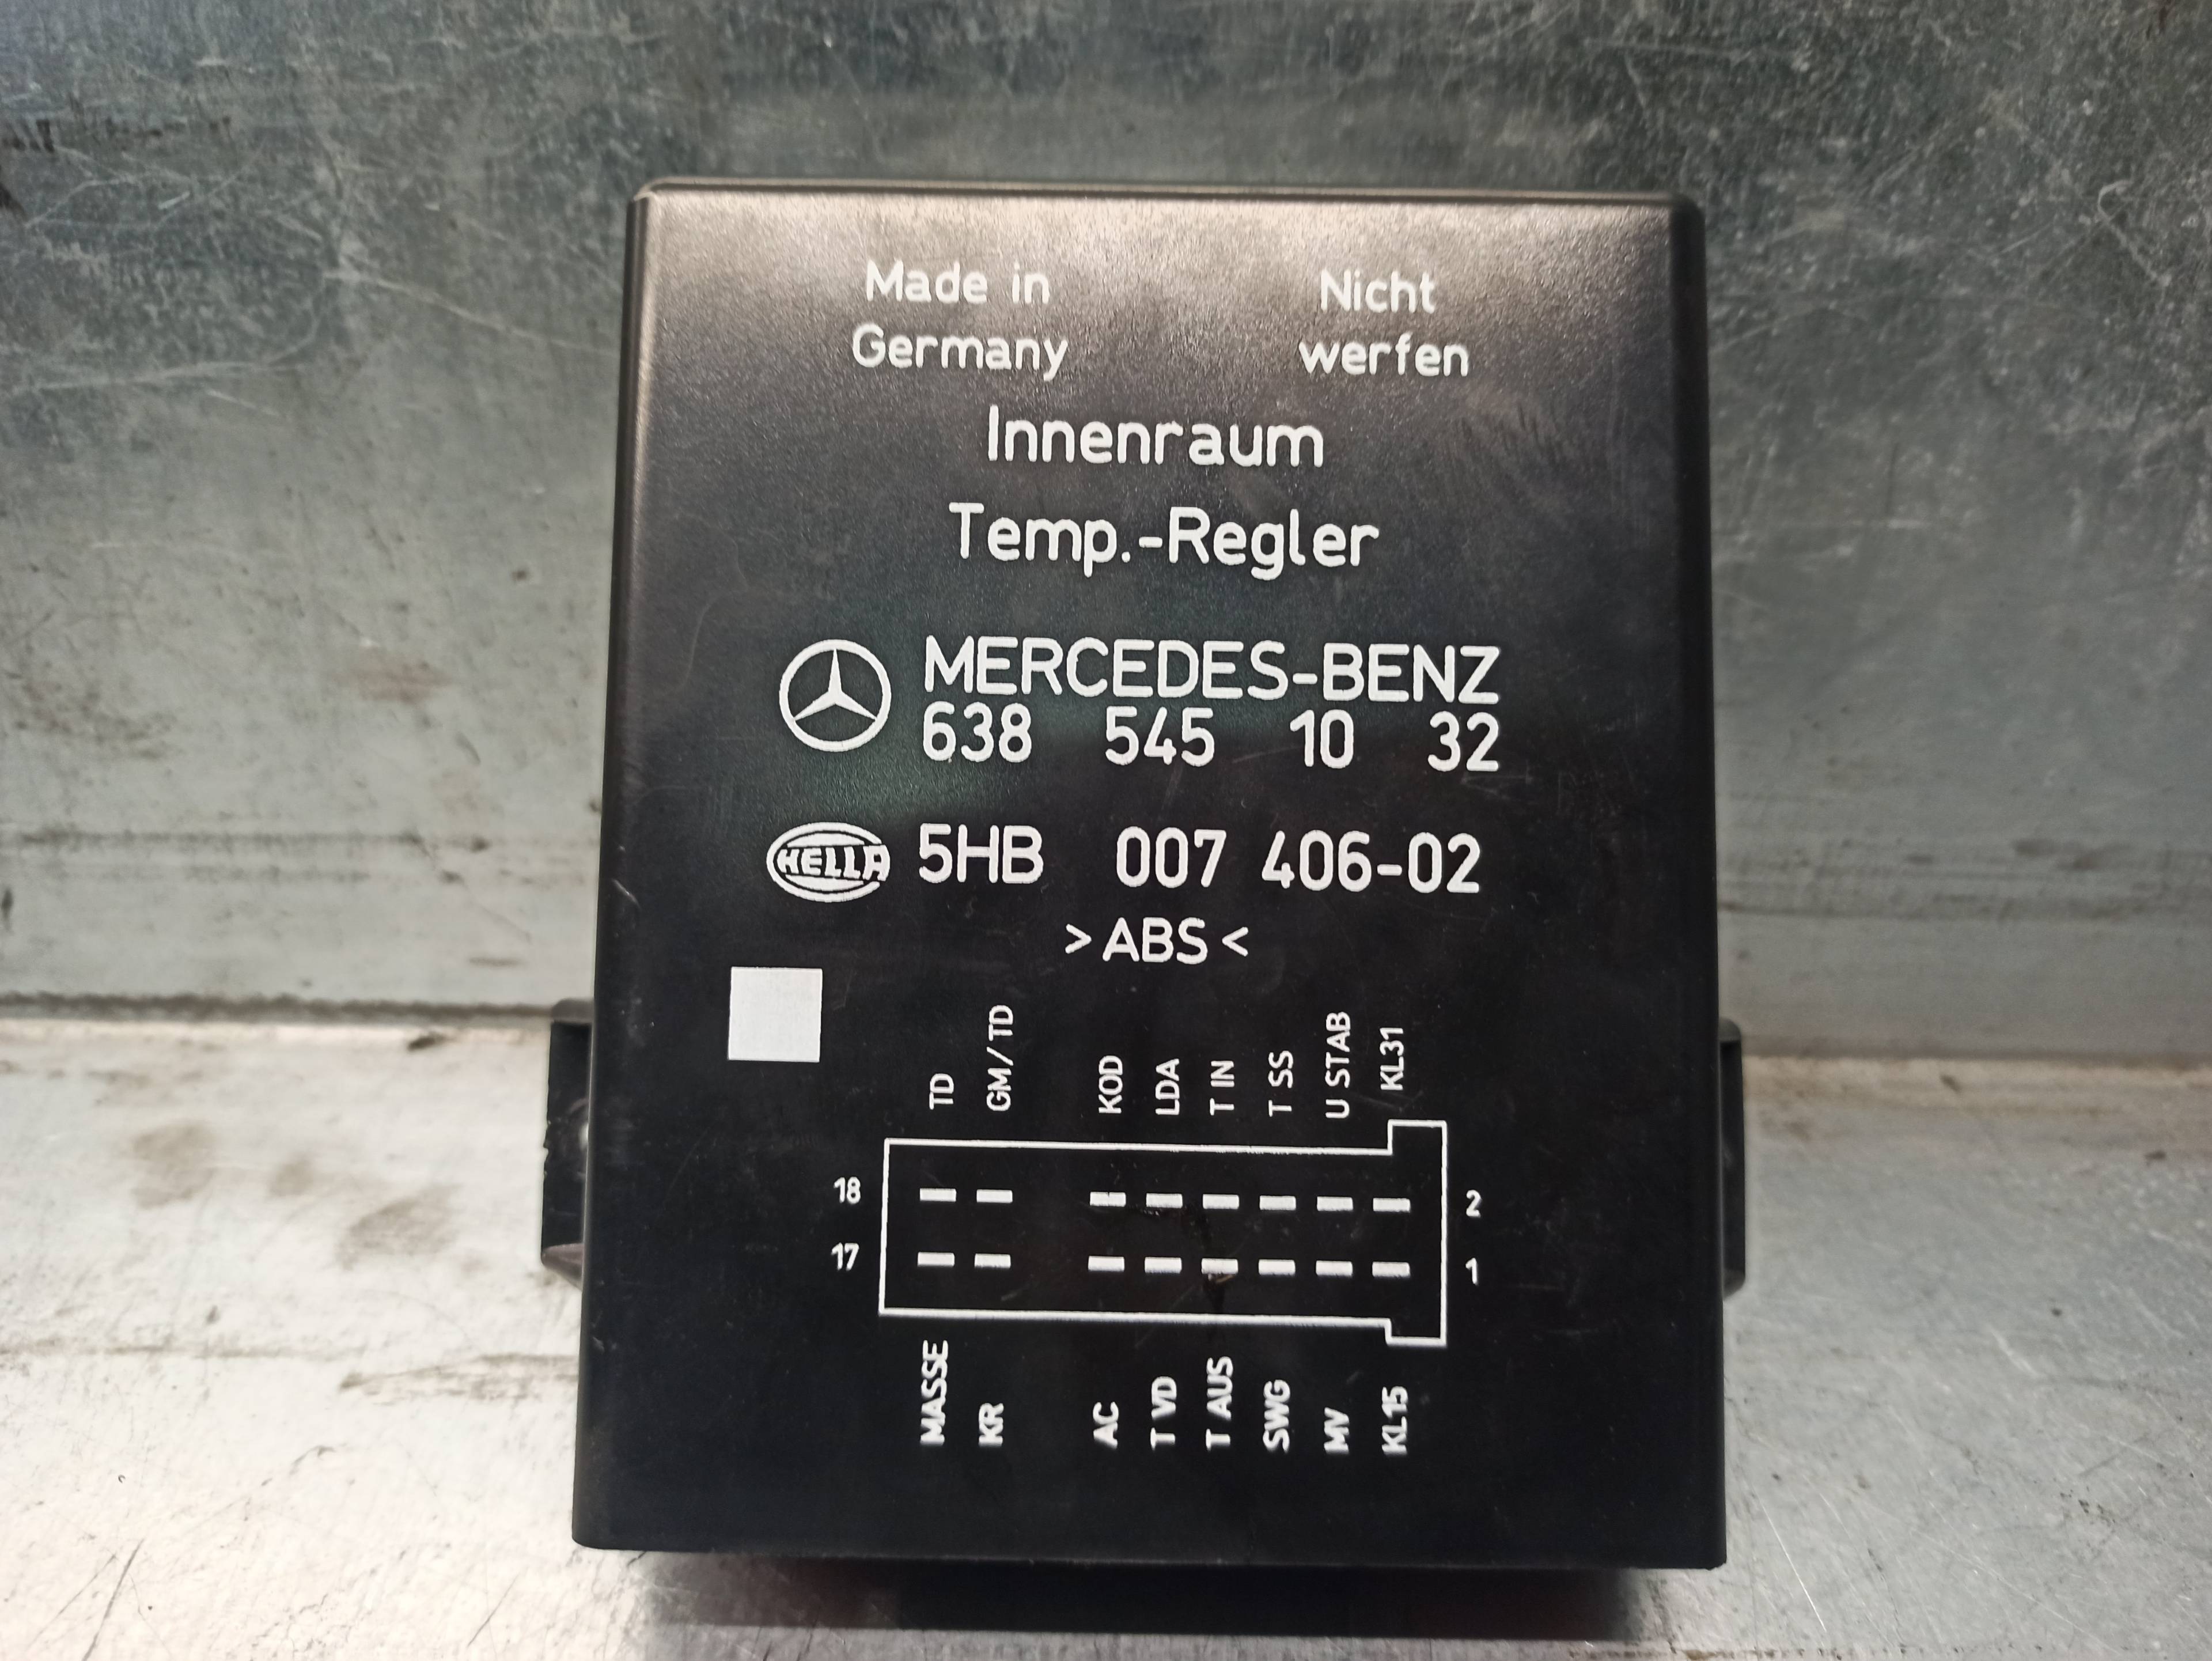 Made in Nicht
Germany werfen
Innenraum
Temp.-Regler
MERCEDES-BENZ
638 545 10 32
HELLA 5HB 007 406-02
>ABS<
TD GM/TD KOD LDA T IN T SS U STAB KL31
18 2
17 1
MASSE KR AC T VD T AUS SWG MV KL15